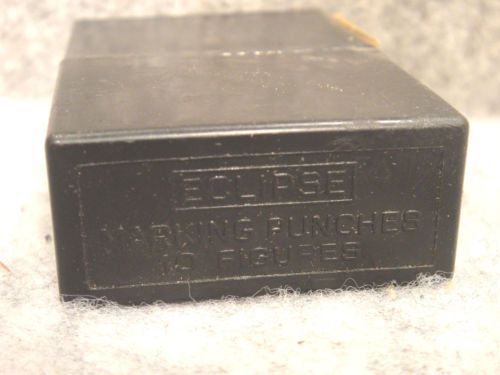 ECLIPSE
MARKING PUNCHES
10 FIGURES